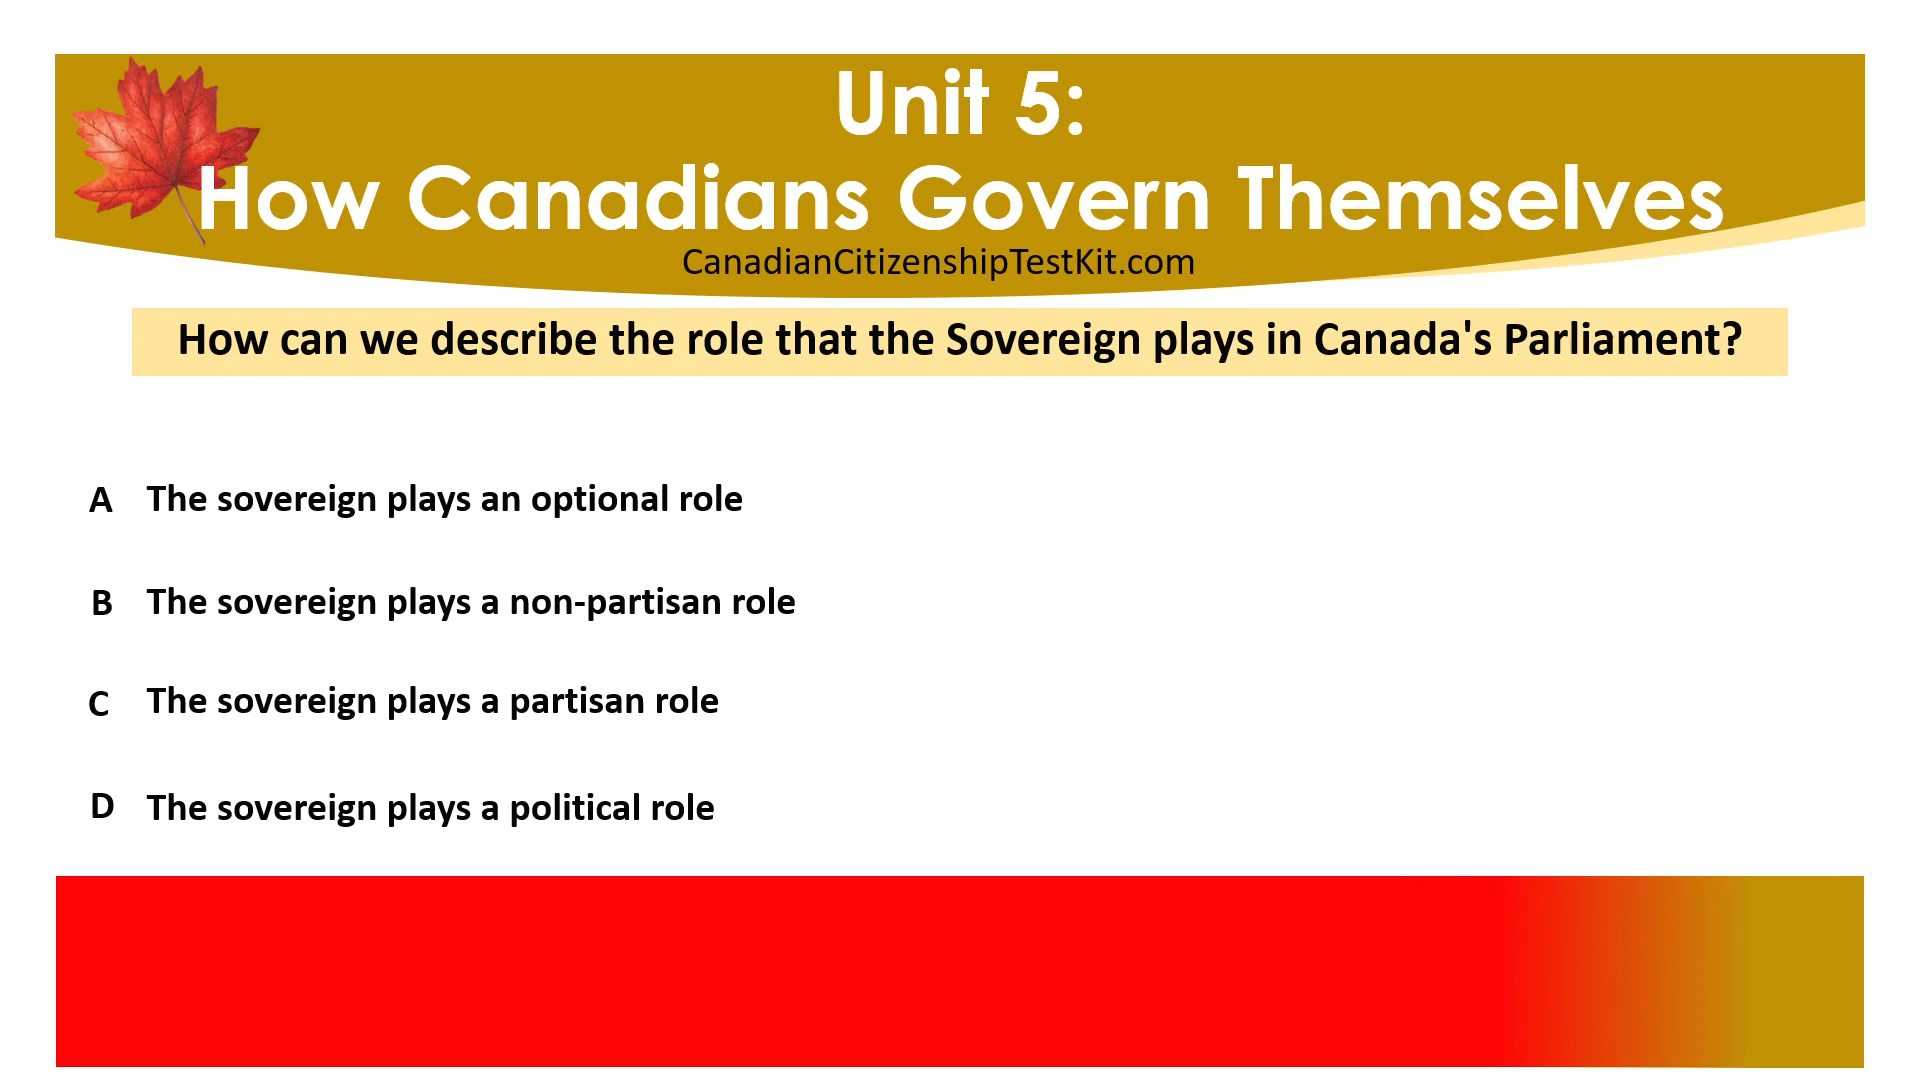 Unit 5:
How Canadians Govern Themselves
CanadianCitizenshipTestKit.com
How can we describe the role that the Sovereign plays in Canada's Parliament?
A The sovereign plays an optional role
B The sovereign plays a non-partisan role
C The sovereign plays a partisan role
D The sovereign plays a political role